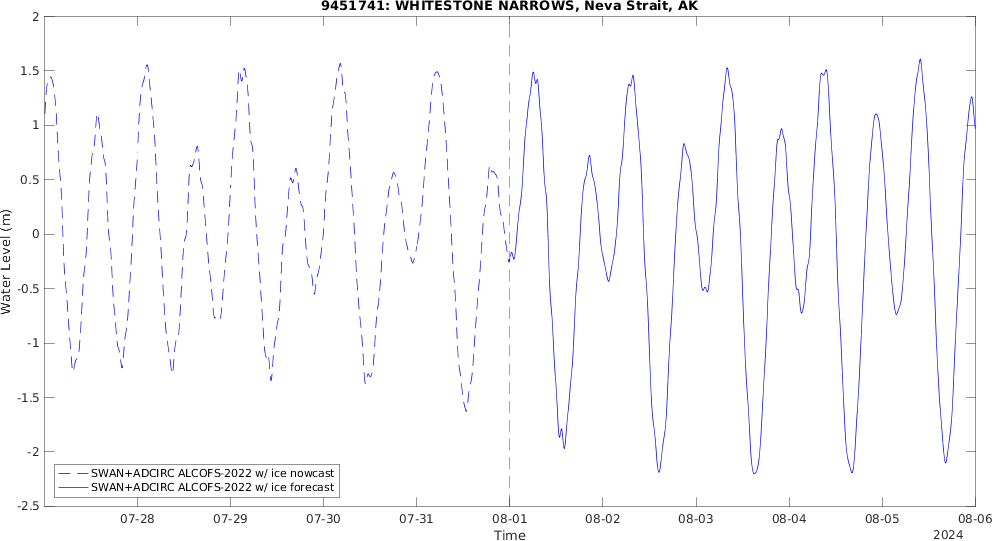 9451741: WHITESTONE NARROWS, Neva Strait, AK
2
1.5
1
0.5
0
-0.5
-1
-1.5
-2
-2.5
Water Level (m)
SWAN+ADCIRC ALCOFS-2022 w/ ice nowcast
SWAN+ADCIRC ALCOFS-2022 w/ ice forecast
07-28 07-29 07-30 07-31 08-01 08-02 08-03 08-04 08-05 08-06
Time
2024